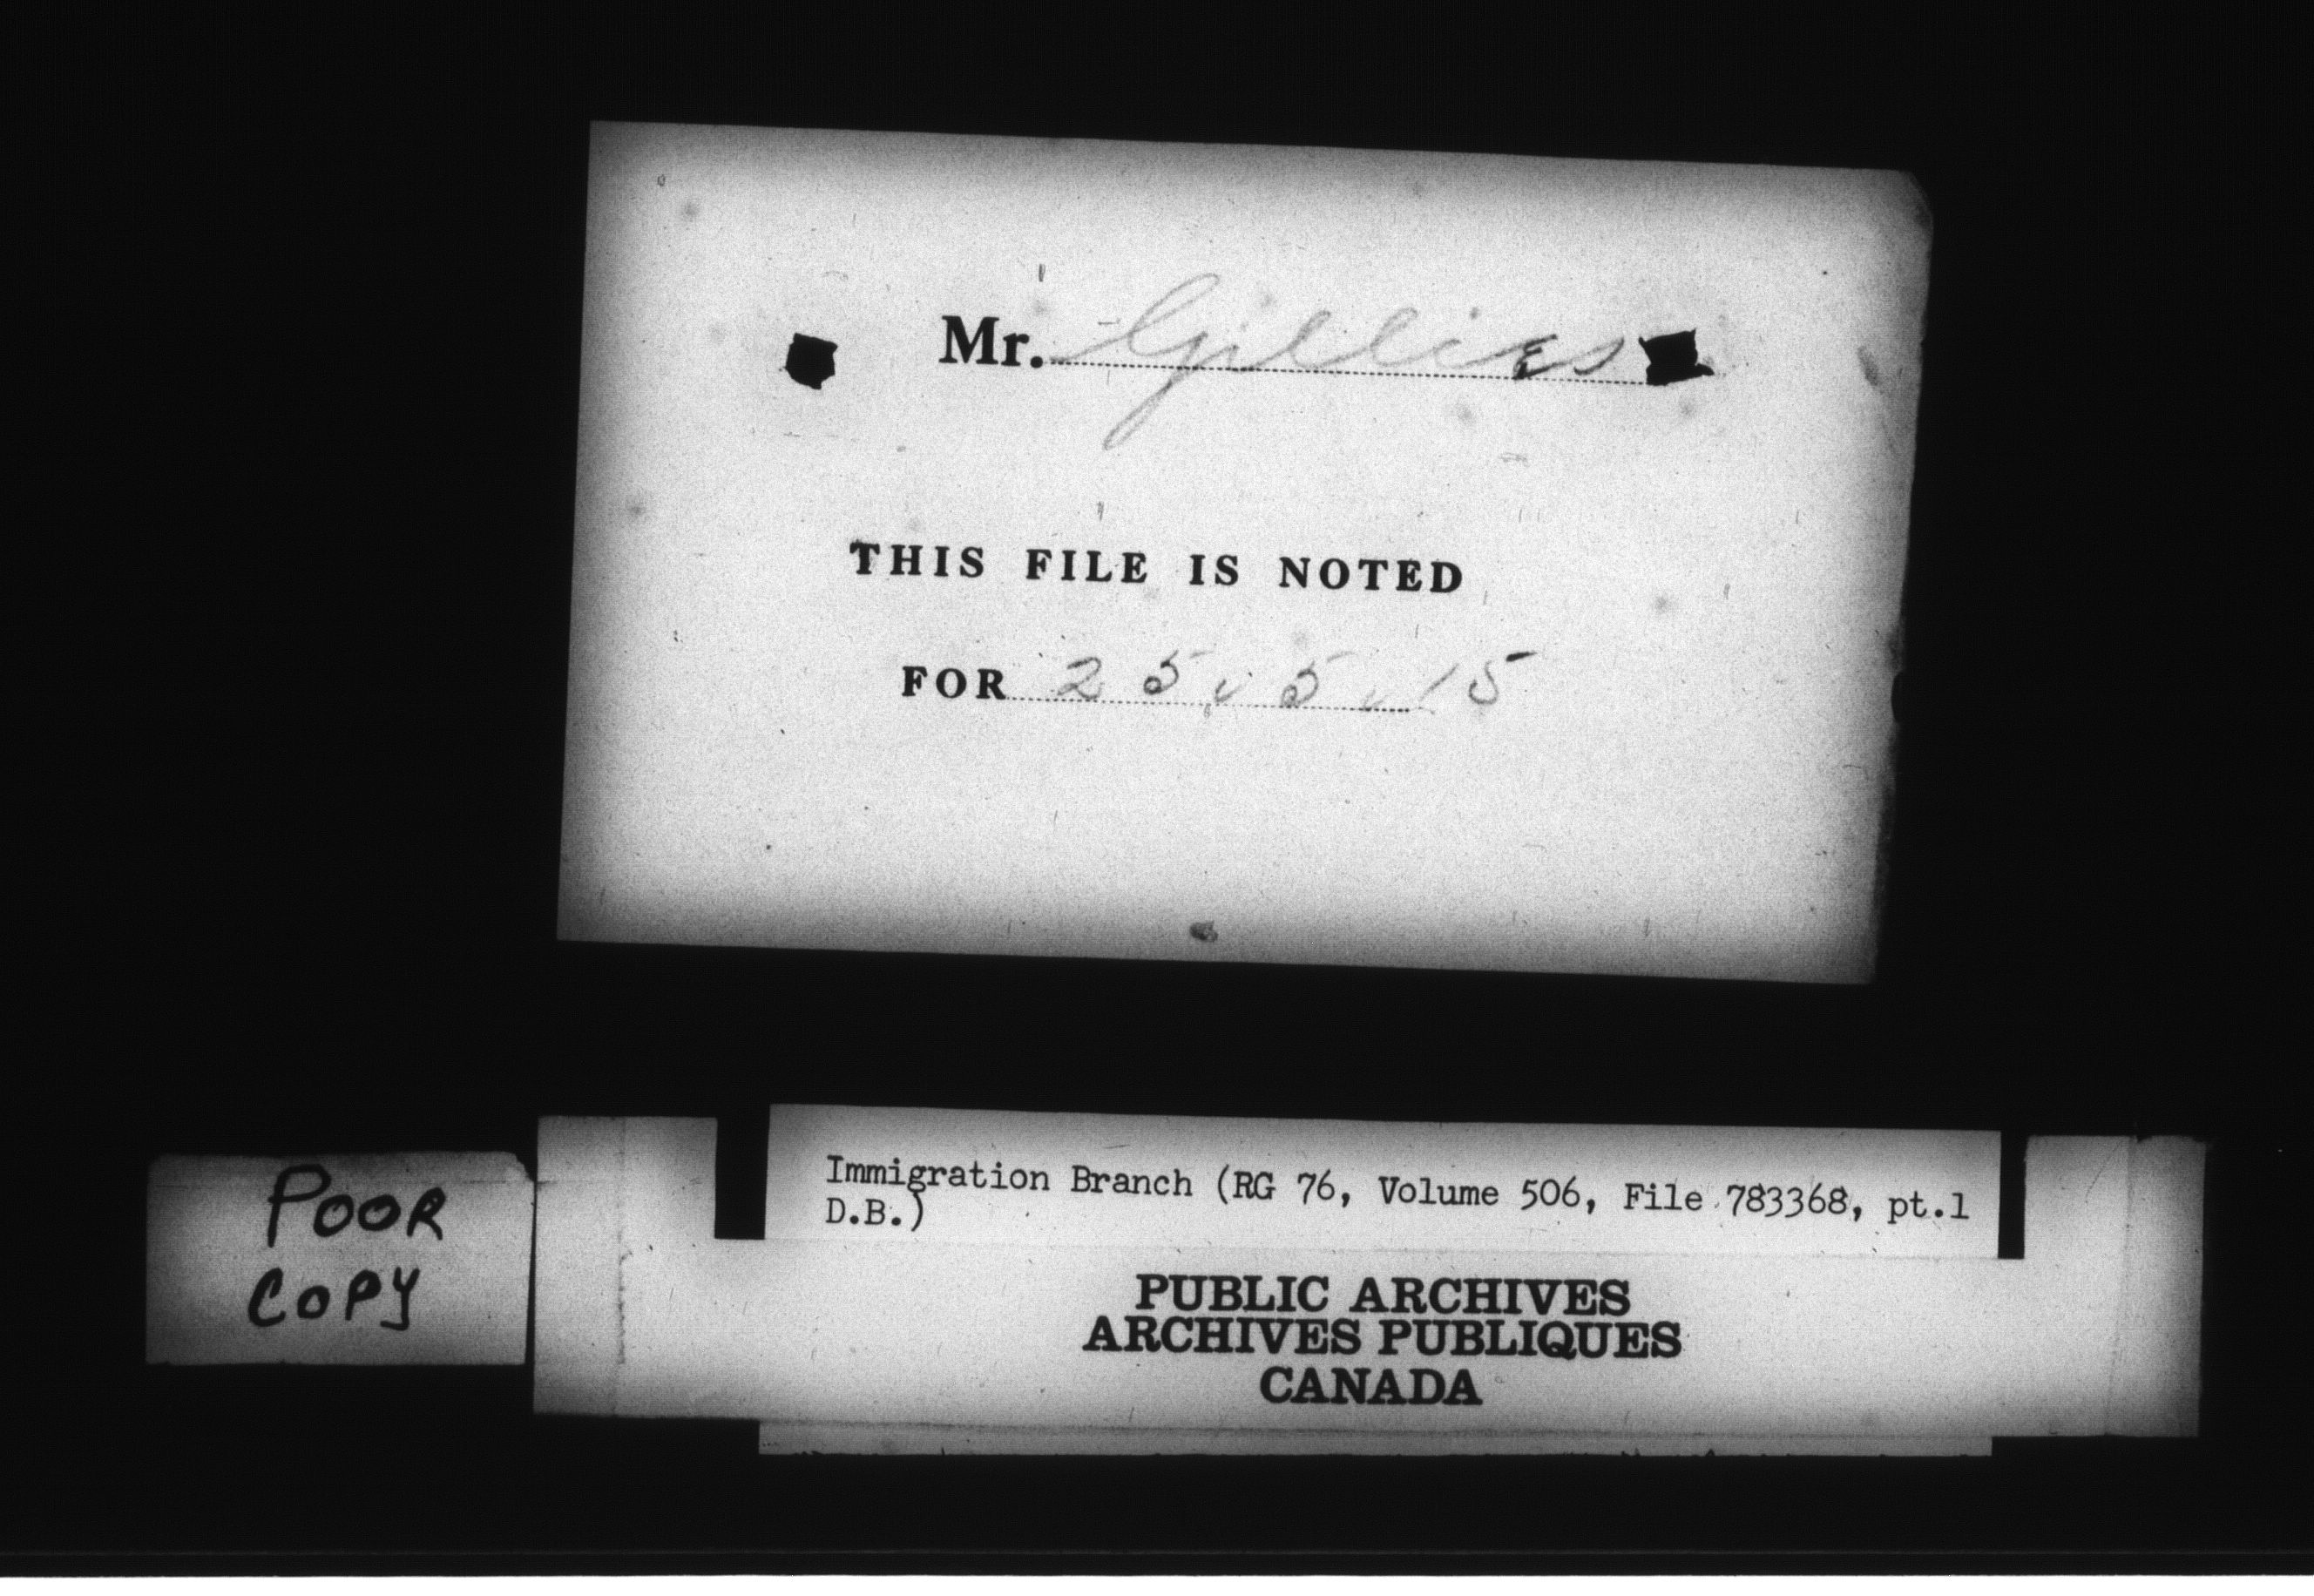 Mr. Gillies
THIS FILE IS NOTED
FOR 25, 5, 15
POOR
COPY
Immigration Branch (RG 76, Volume 506, File 783368, pt.1
D.B.)
PUBLIC ARCHIVES
ARCHIVES PUBLIQUES
CANADA